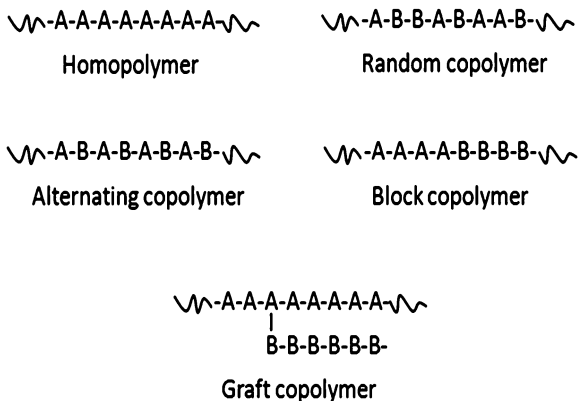 -A-A-A-A-A-A-A-A-
Homopolymer
-A-B-B-A-B-A-A-B-
Random copolymer
-A-B-A-B-A-B-A-B-
Alternating copolymer
-A-A-A-A-B-B-B-B-
Block copolymer
-A-A-A-A-A-A-A-A-
B-B-B-B-B-B-
Graft copolymer